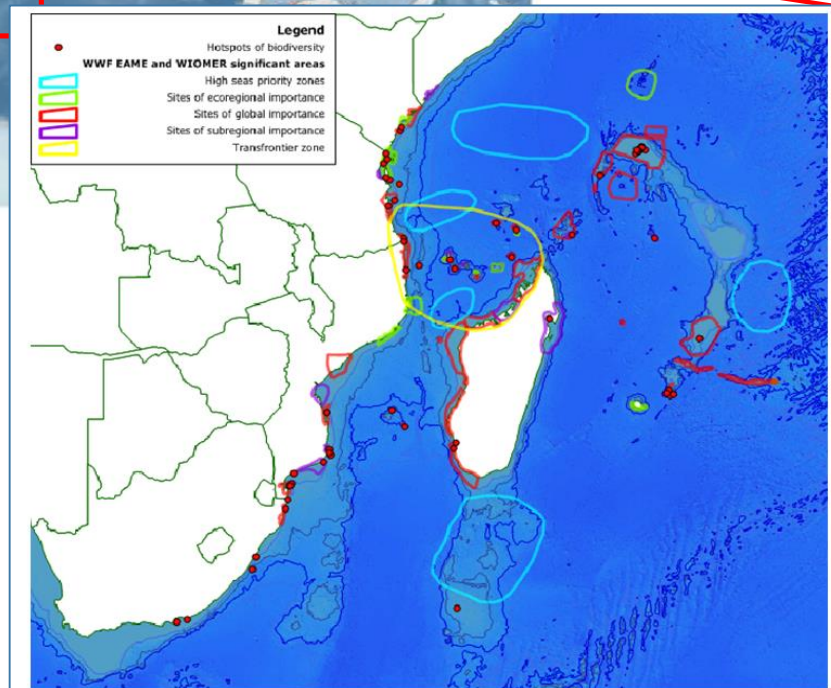 Legend
Hotspots of biodiversity
WWF EAME and WIOMER significant areas
High seas priority zones
Sites of ecoregional importance
Sites of global importance
Sites of subregional importance
Transfrontier zone